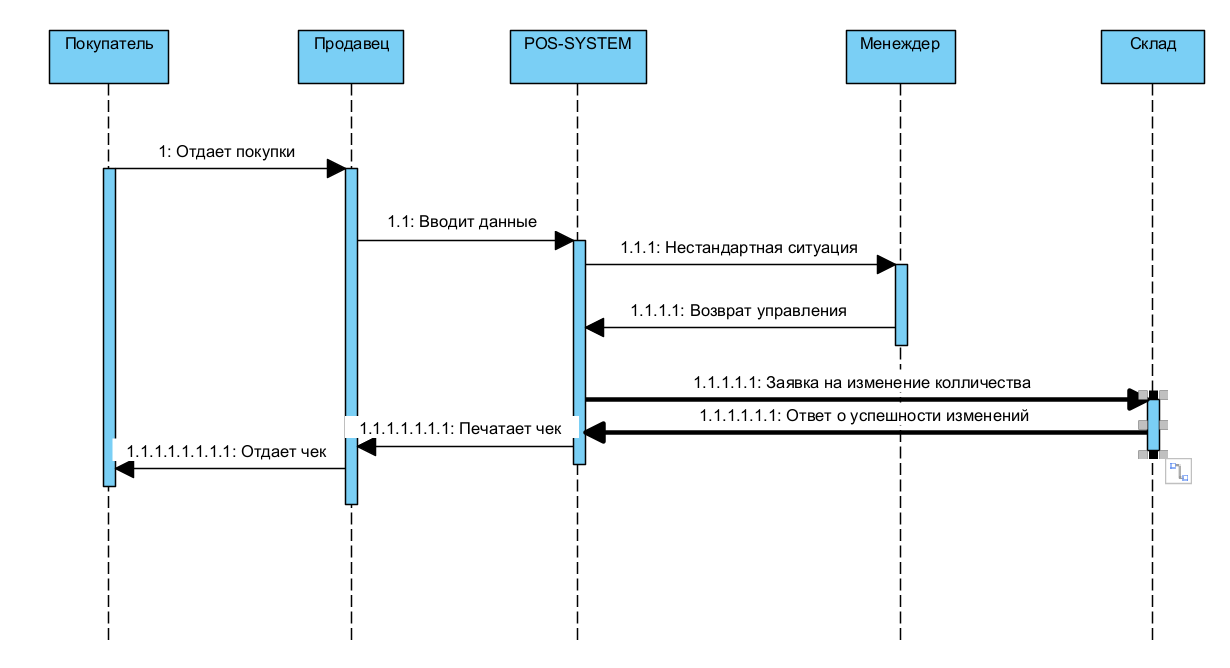 Покупатель
Продавец
POS-SYSTEM
Менеждер
Склад
1: Отдает покупки
1.1: Вводит данные
1.1.1: Нестандартная ситуация
1.1.1.1: Возврат управления
1.1.1.1.1: Заявка на изменение колличества
1.1.1.1.1.1: Ответ о успешности изменений
1.1.1.1.1.1.1: Печатает чек
1.1.1.1.1.1.1.1: Отдает чек